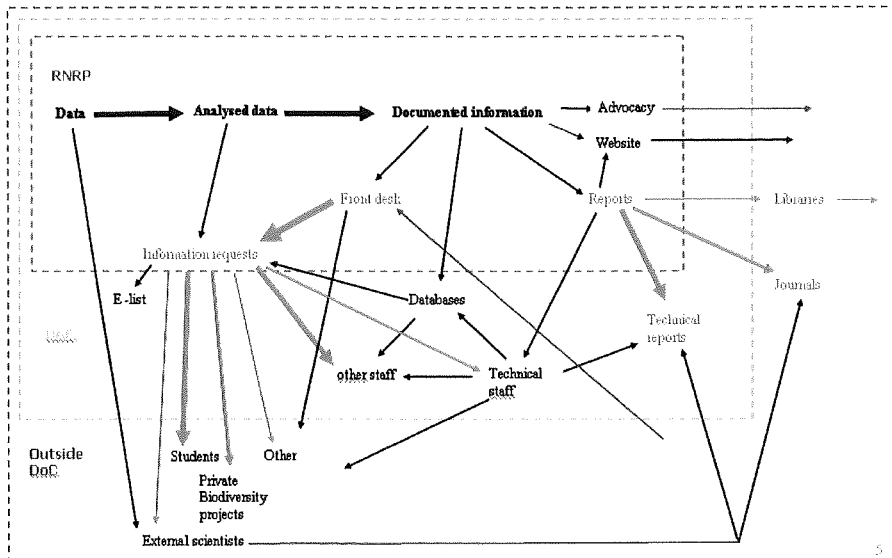 RNRP
Data
Analysed data
Documented information
Advocacy
Website
Front desk
Reports
Libraries
Information requests
Journals
E-list
Databases
Technical
reports
DoC
other staff
Technical
staff
Outside
DoC
Students
Other
Private
Biodiversity
projects
External scientists
5